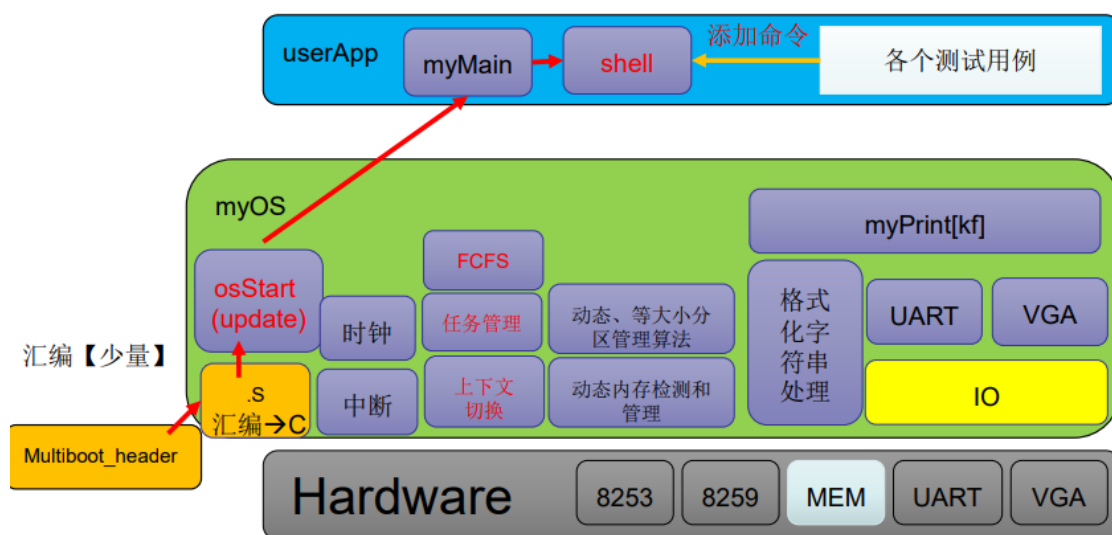 userApp
myMain
shell
添加命令
各个测试用例
myOS
osStart
(update)
时钟
中断
FCFS
任务管理
上下文
切换
动态、等大小分
区管理算法
动态内存检测和
管理
myPrint[kf]
格式
化字
符串
处理
UART
VGA
IO
汇编【少量】
.S
汇编→C
Multiboot_header
Hardware
8253
8259
MEM
UART
VGA